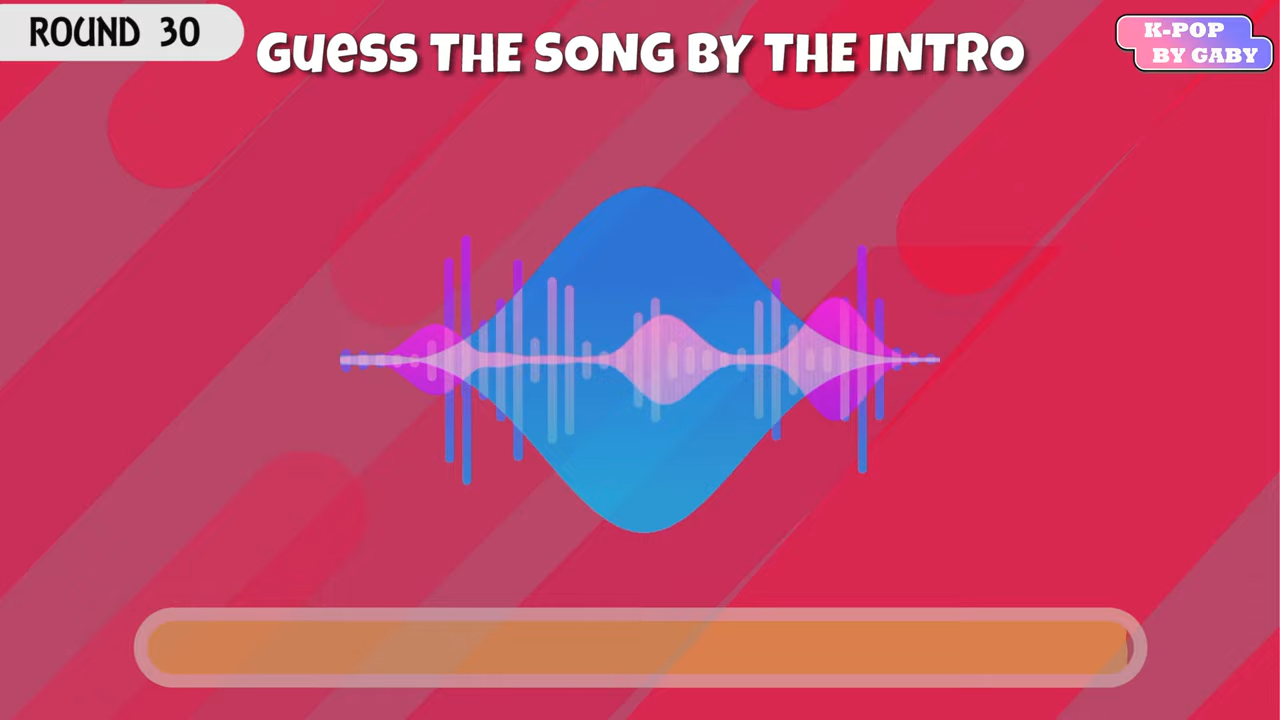 ROUND 30
GUESS THE SONG BY THE INTRO
K-POP
BY GABY